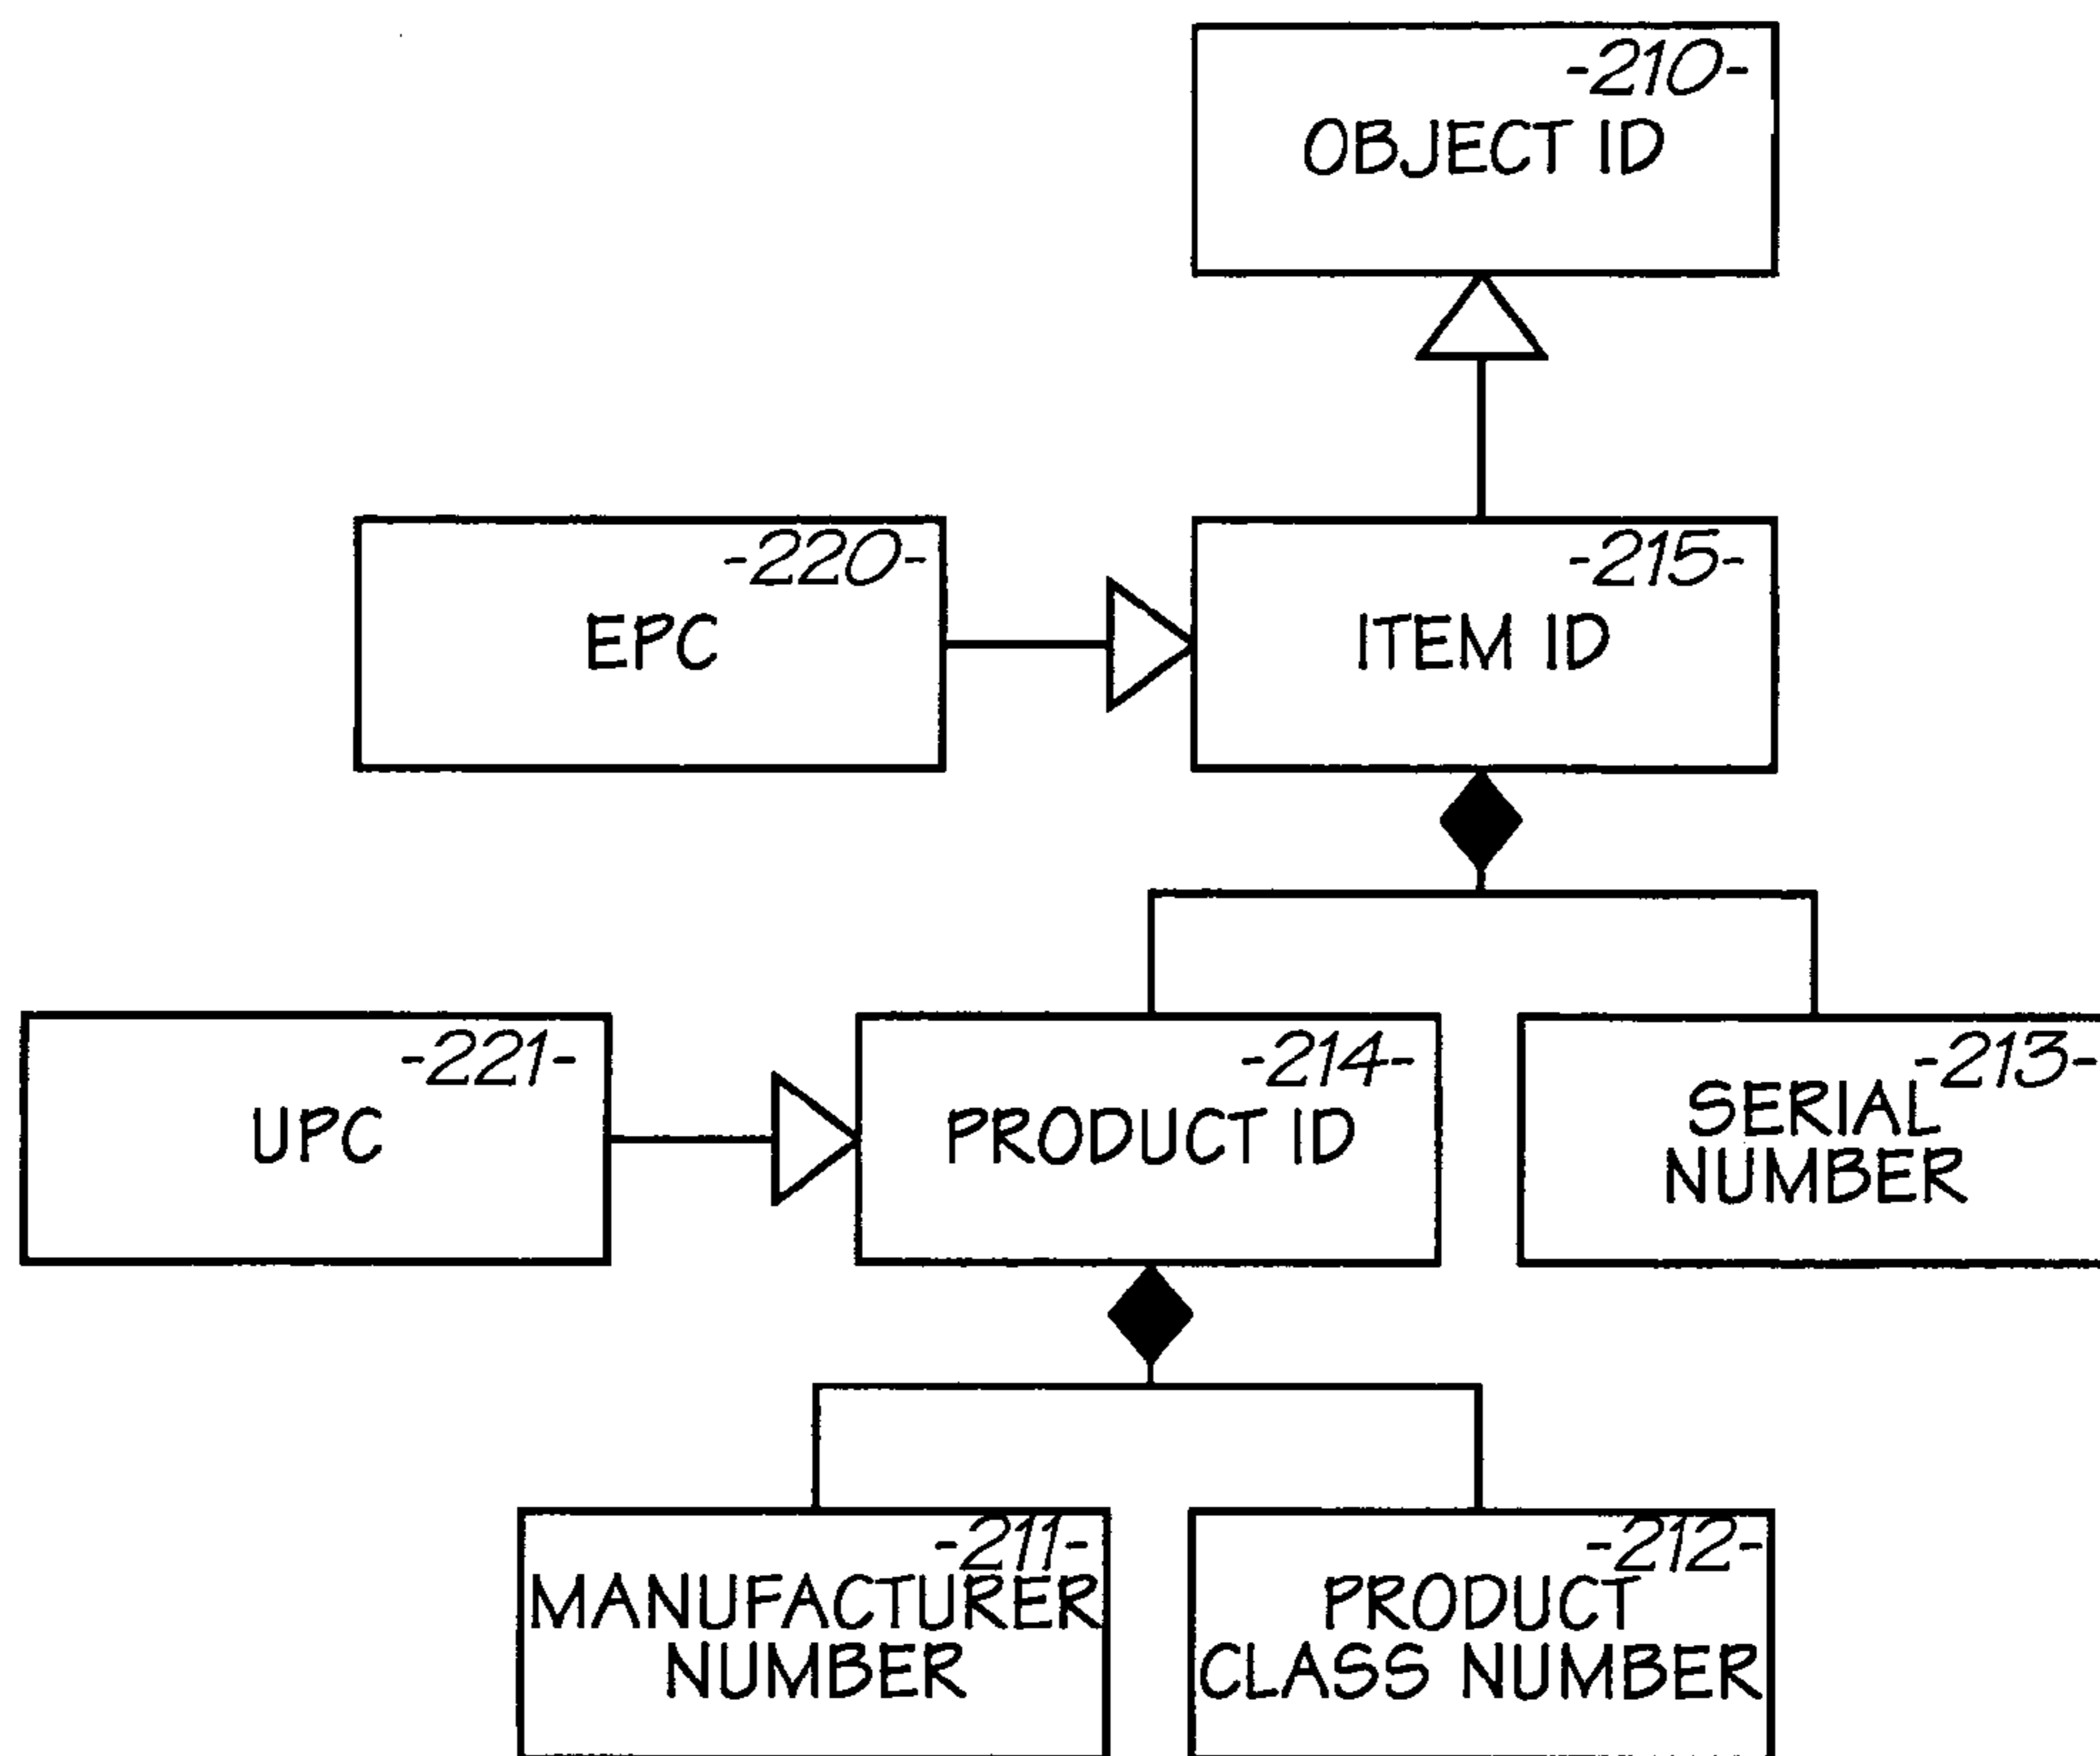 -210-
OBJECT ID
-220-
EPC
-215-
ITEM ID
-221-
UPC
-214-
PRODUCT ID
-213-
SERIAL
NUMBER
-211-
MANUFACTURER
NUMBER
-212-
PRODUCT
CLASS NUMBER